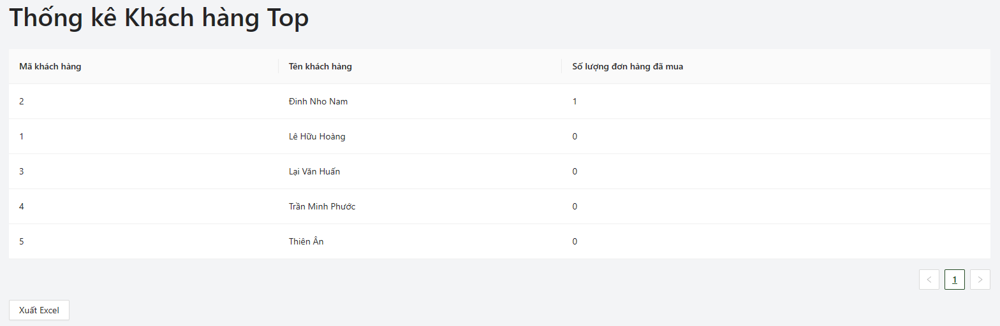 Thống kê Khách hàng Top
Mã khách hàng Tên khách hàng Số lượng đơn hàng đã mua
2 Đinh Nho Nam 1
1 Lê Hữu Hoàng 0
3 Lại Văn Huấn 0
4 Trần Minh Phước 0
5 Thiên Ân 0
1
Xuất Excel